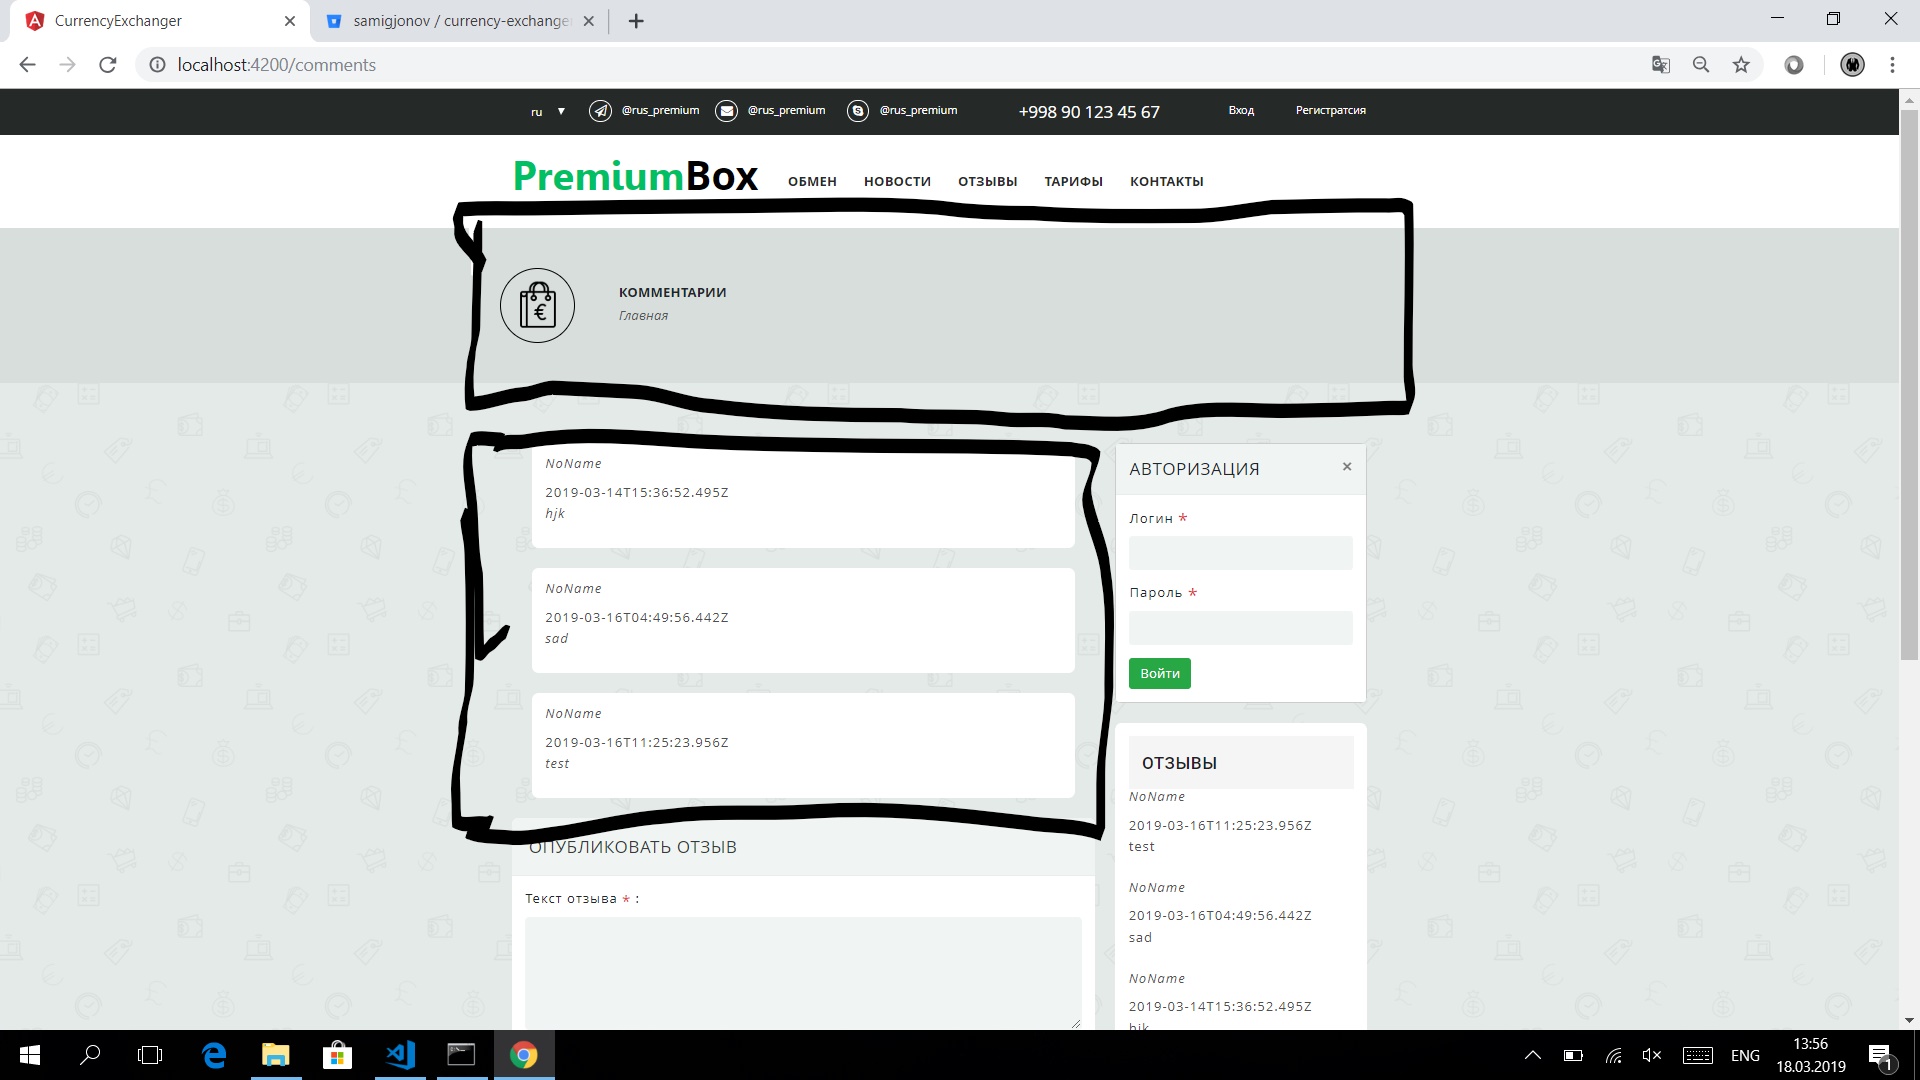 CurrencyExchanger
samigjonov / currency-exchange
localhost:4200/comments
ru @rus_premium @rus_premium @rus_premium +998 90 123 45 67 Вход Регистратсия
PremiumBox ОБМЕН НОВОСТИ ОТЗЫВЫ ТАРИФЫ КОНТАКТЫ
КОММЕНТАРИИ
Главная
NoName
2019-03-14T15:36:52.495Z
hjk
NoName
2019-03-16T04:49:56.442Z
sad
NoName
2019-03-16T11:25:23.956Z
test
ОПУБЛИКОВАТЬ ОТЗЫВ
Текст отзыва * :
АВТОРИЗАЦИЯ ×
Логин *
Пароль *
Войти
ОТЗЫВЫ
NoName
2019-03-16T11:25:23.956Z
test
NoName
2019-03-16T04:49:56.442Z
sad
NoName
2019-03-14T15:36:52.495Z
hjk
ENG
13:56
18.03.2019
1